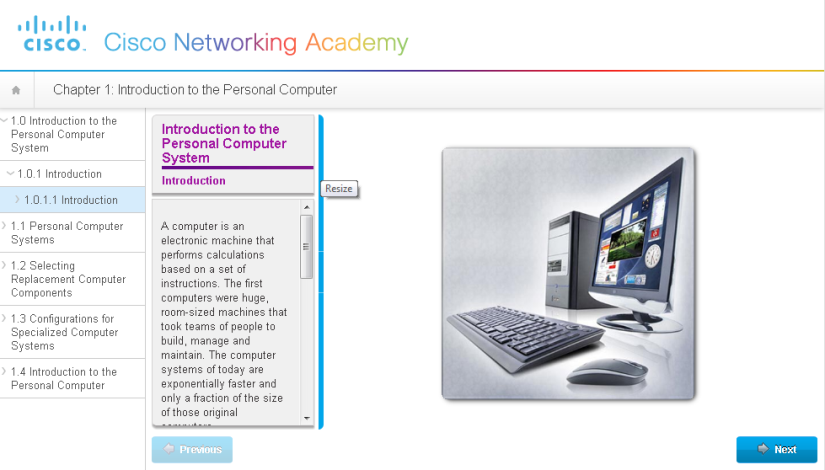 CISCO.
Cisco Networking Academy
Chapter 1: Introduction to the Personal Computer
1.0 Introduction to the
Personal Computer
System
1.0.1 Introduction
1.0.1.1 Introduction
1.1 Personal Computer
Systems
1.2 Selecting
Replacement Computer
Components
1.3 Configurations for
Specialized Computer
Systems
1.4 Introduction to the
Personal Computer
Introduction to the
Personal Computer
System
Introduction
Resize
A computer is an
electronic machine that
performs calculations
based on a set of
instructions. The first
computers were huge,
room-sized machines that
took teams of people to
build, manage and
maintain. The computer
systems of today are
exponentially faster and
only a fraction of the size
of those original
computers.
Previous
Next